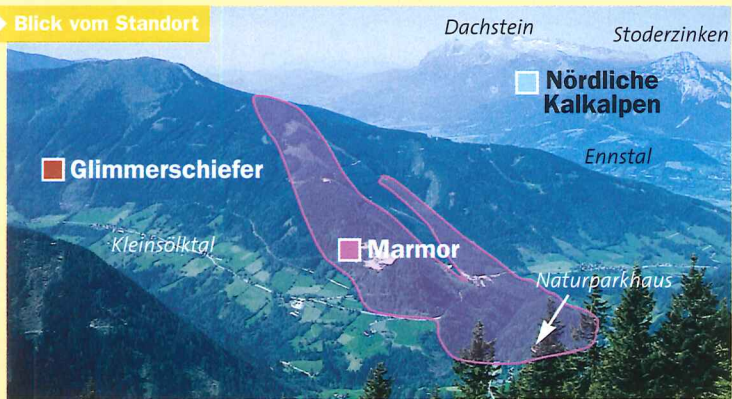 Blick vom Standort
Dachstein
Stoderzinken
Nördliche
Kalkalpen
Ennstal
Glimmerschiefer
Kleinsölktal
Marmor
Naturparkhaus